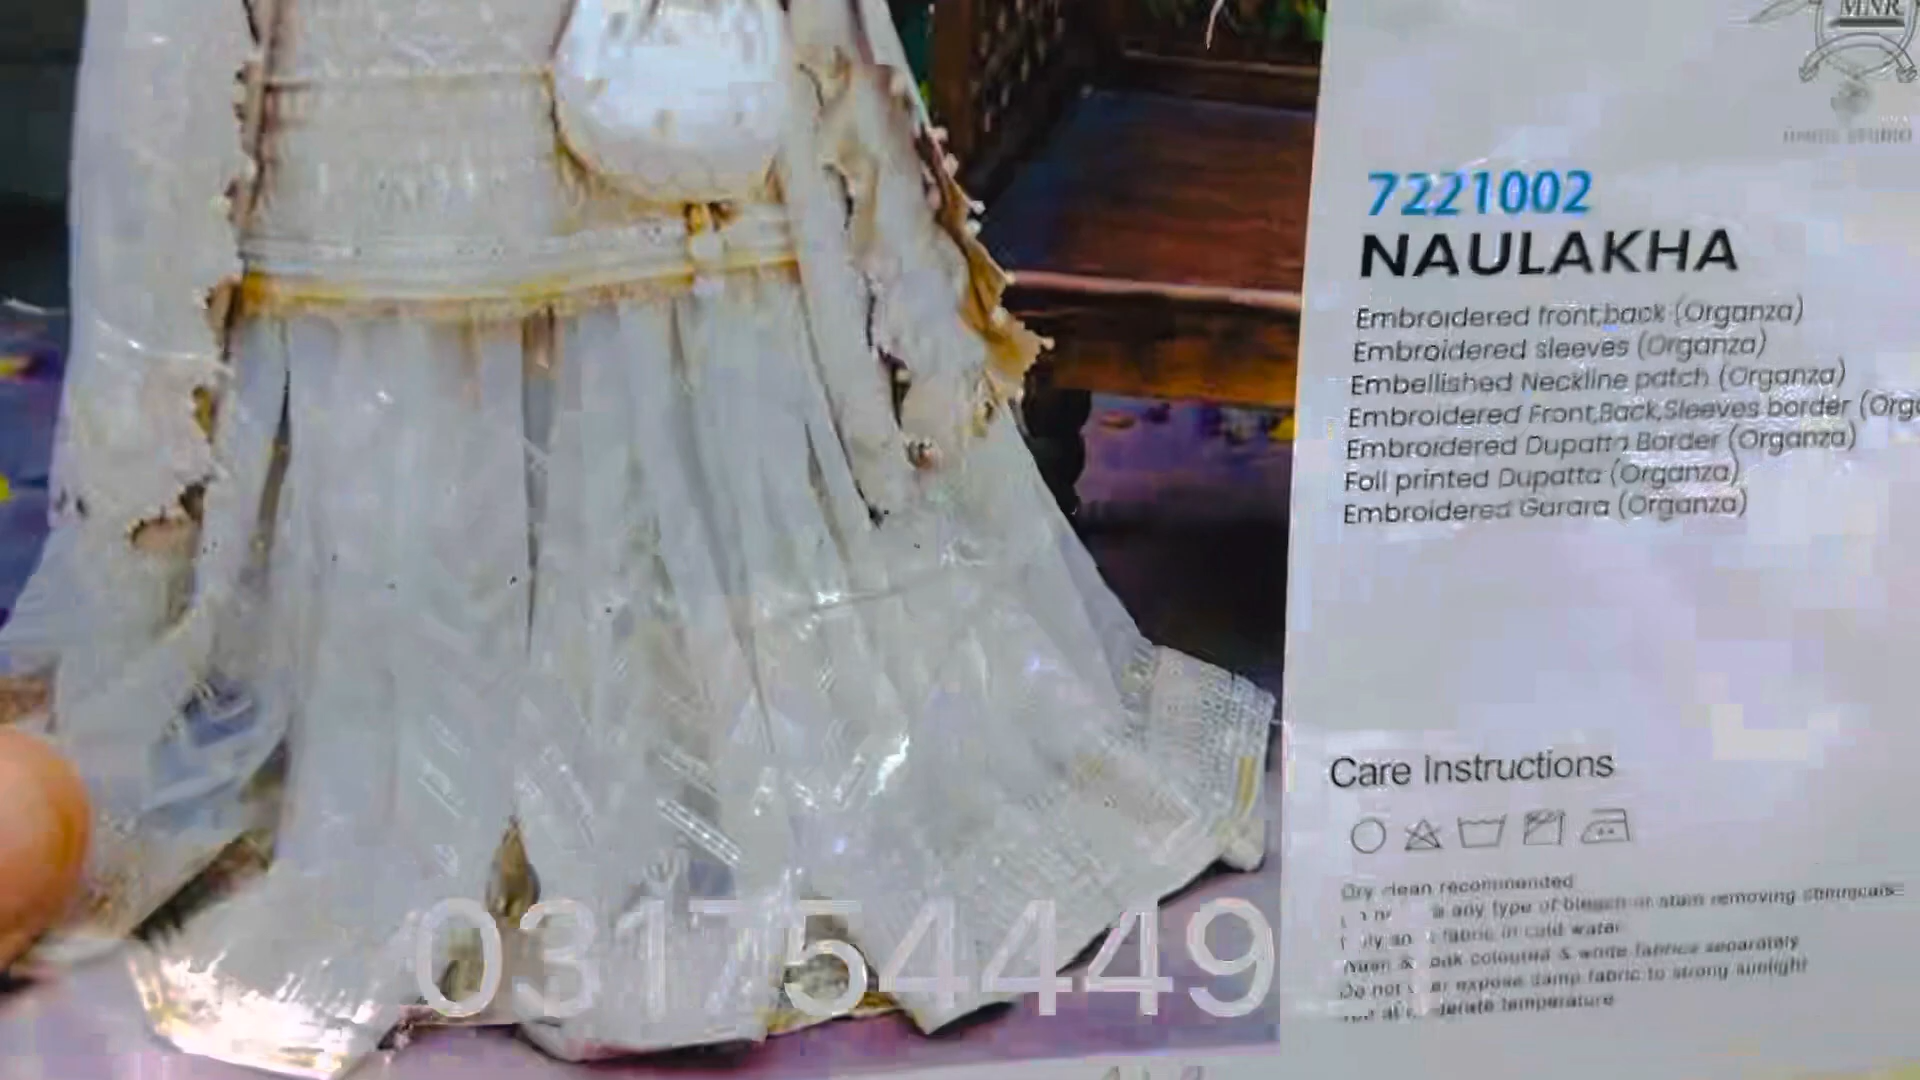 MNR
7221002
NAULAKHA
Embroidered front,back (Organza)
Embroidered sleeves (Organza)
Embellished Neckline patch (Organza)
Embroidered Front,Back,Sleeves border (Orga
Embroidered Dupatta Border (Organza)
Foil printed Dupatta (Organza)
Embroidered Garara (Organza)
Care Instructions
Dry clean recommended
any type of bleach or stain removing chemicals
fabric in cold water
& coloured & white fabrics separately
Do not expose damp fabric to strong sunlight
temperature
031754449